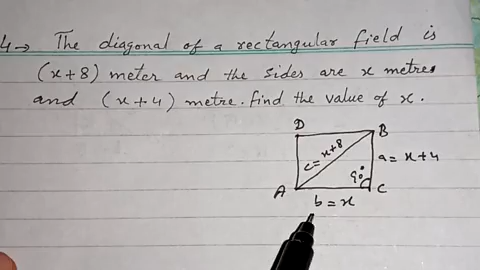 4→ The diagonal of a rectangular field is
(x+8) meter and the sides are x metre.
and (x+4) metre. find the value of x.
D
B
c = x+8
a = x+4
90°
A
C
b = x